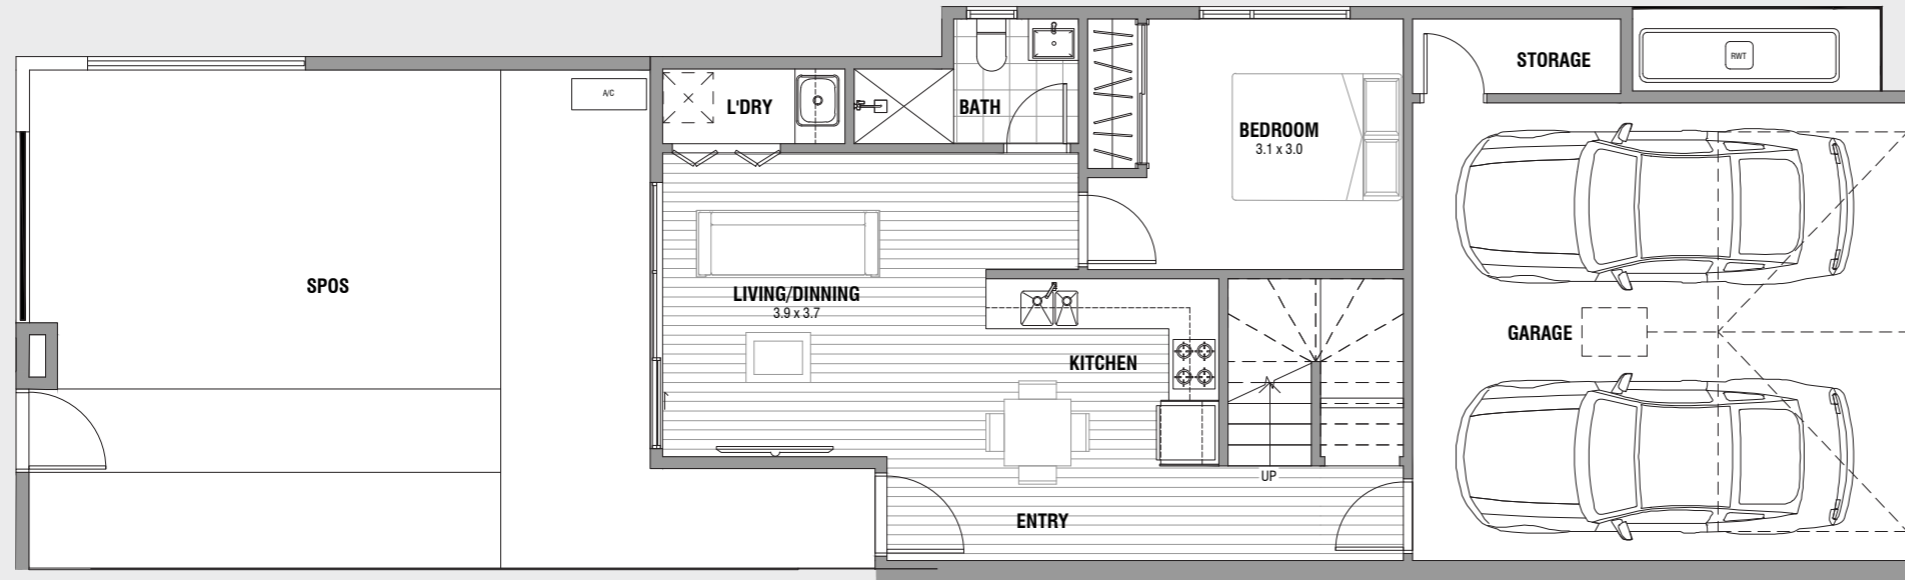 STORAGE
RWT
A/C
L'DRY
BATH
BEDROOM
3.1 x 3.0
SPOS
LIVING/DINNING
3.9 x 3.7
GARAGE
KITCHEN
UP
ENTRY